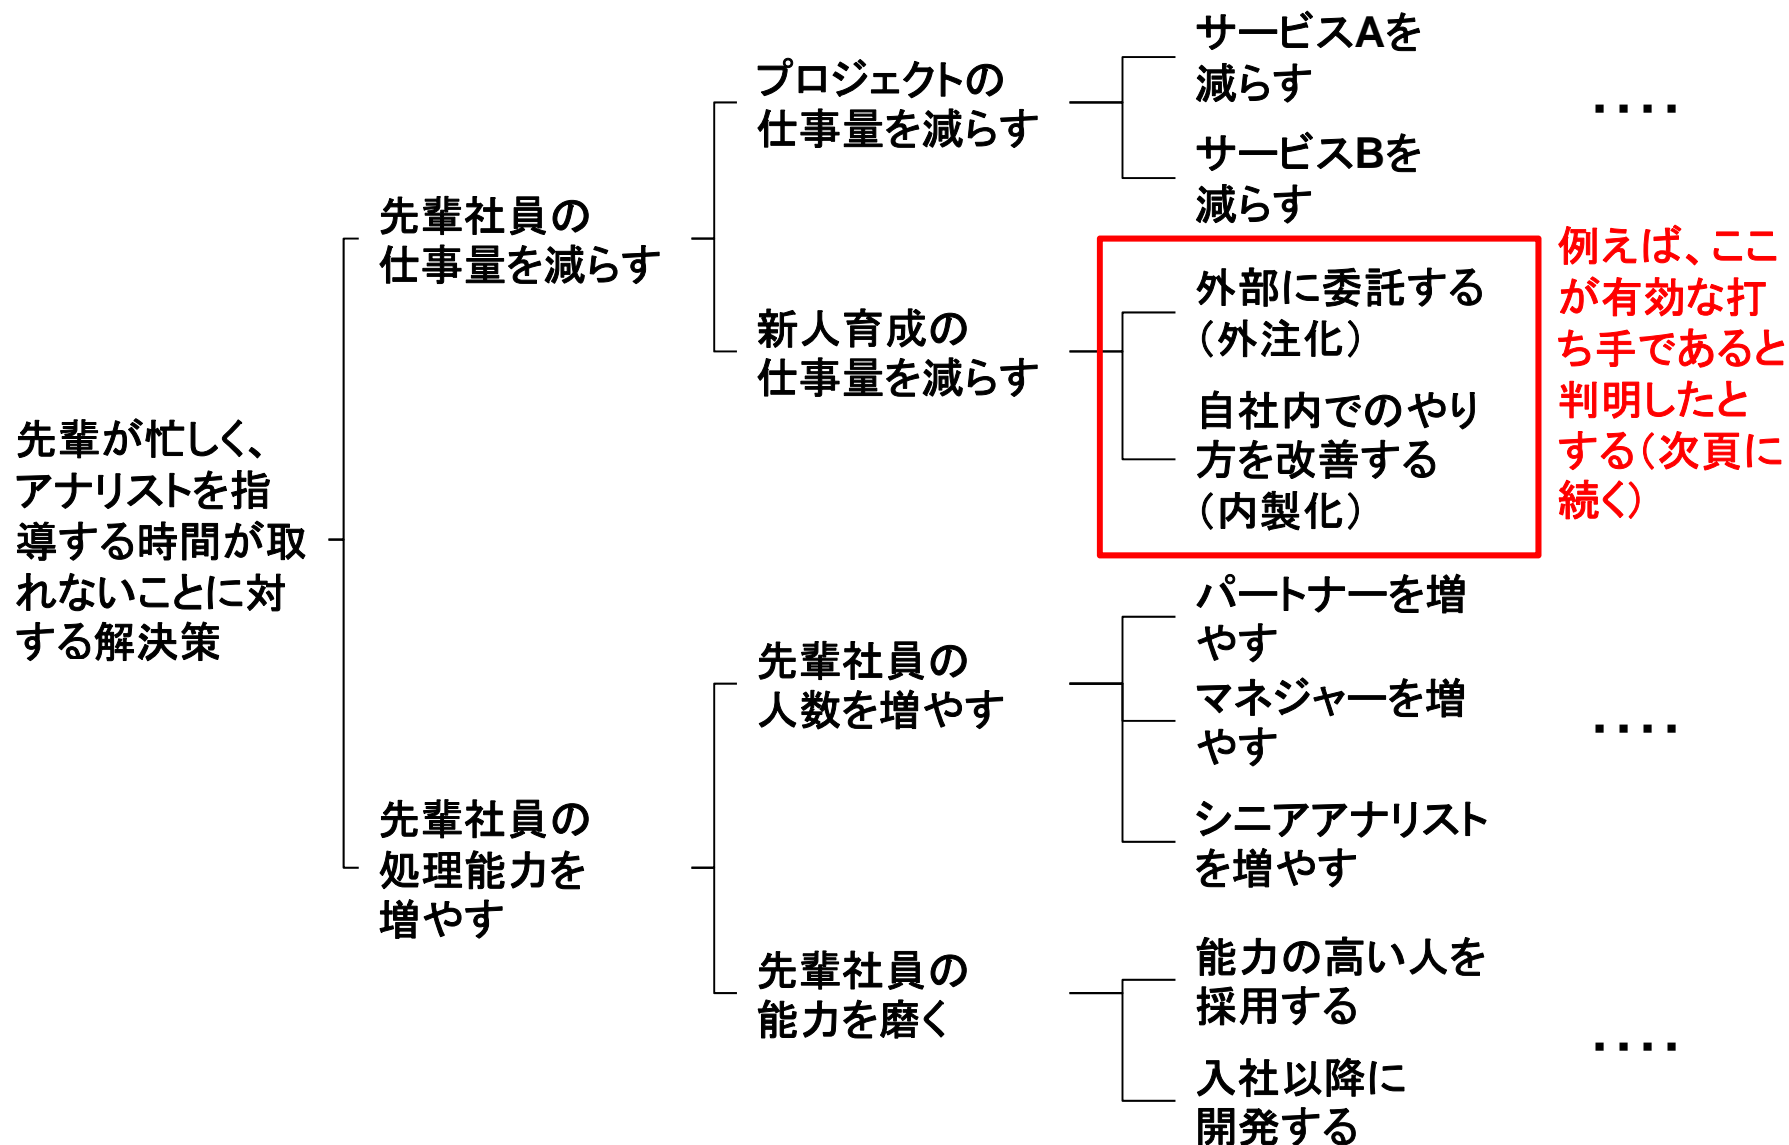 先輩が忙しく、
アナリストを指
導する時間が取
れないことに対
する解決策
先輩社員の
仕事量を減らす
プロジェクトの
仕事量を減らす
サービスAを
減らす
サービスBを
減らす
‥‥
新人育成の
仕事量を減らす
外部に委託する
（外注化）
自社内でのやり
方を改善する
（内製化）
例えば、ここ
が有効な打
ち手であると
判明したと
する（次頁に
続く）
先輩社員の
処理能力を
増やす
先輩社員の
人数を増やす
パートナーを増
やす
マネジャーを増
やす
シニアアナリスト
を増やす
‥‥
先輩社員の
能力を磨く
能力の高い人を
採用する
入社以降に
開発する
‥‥